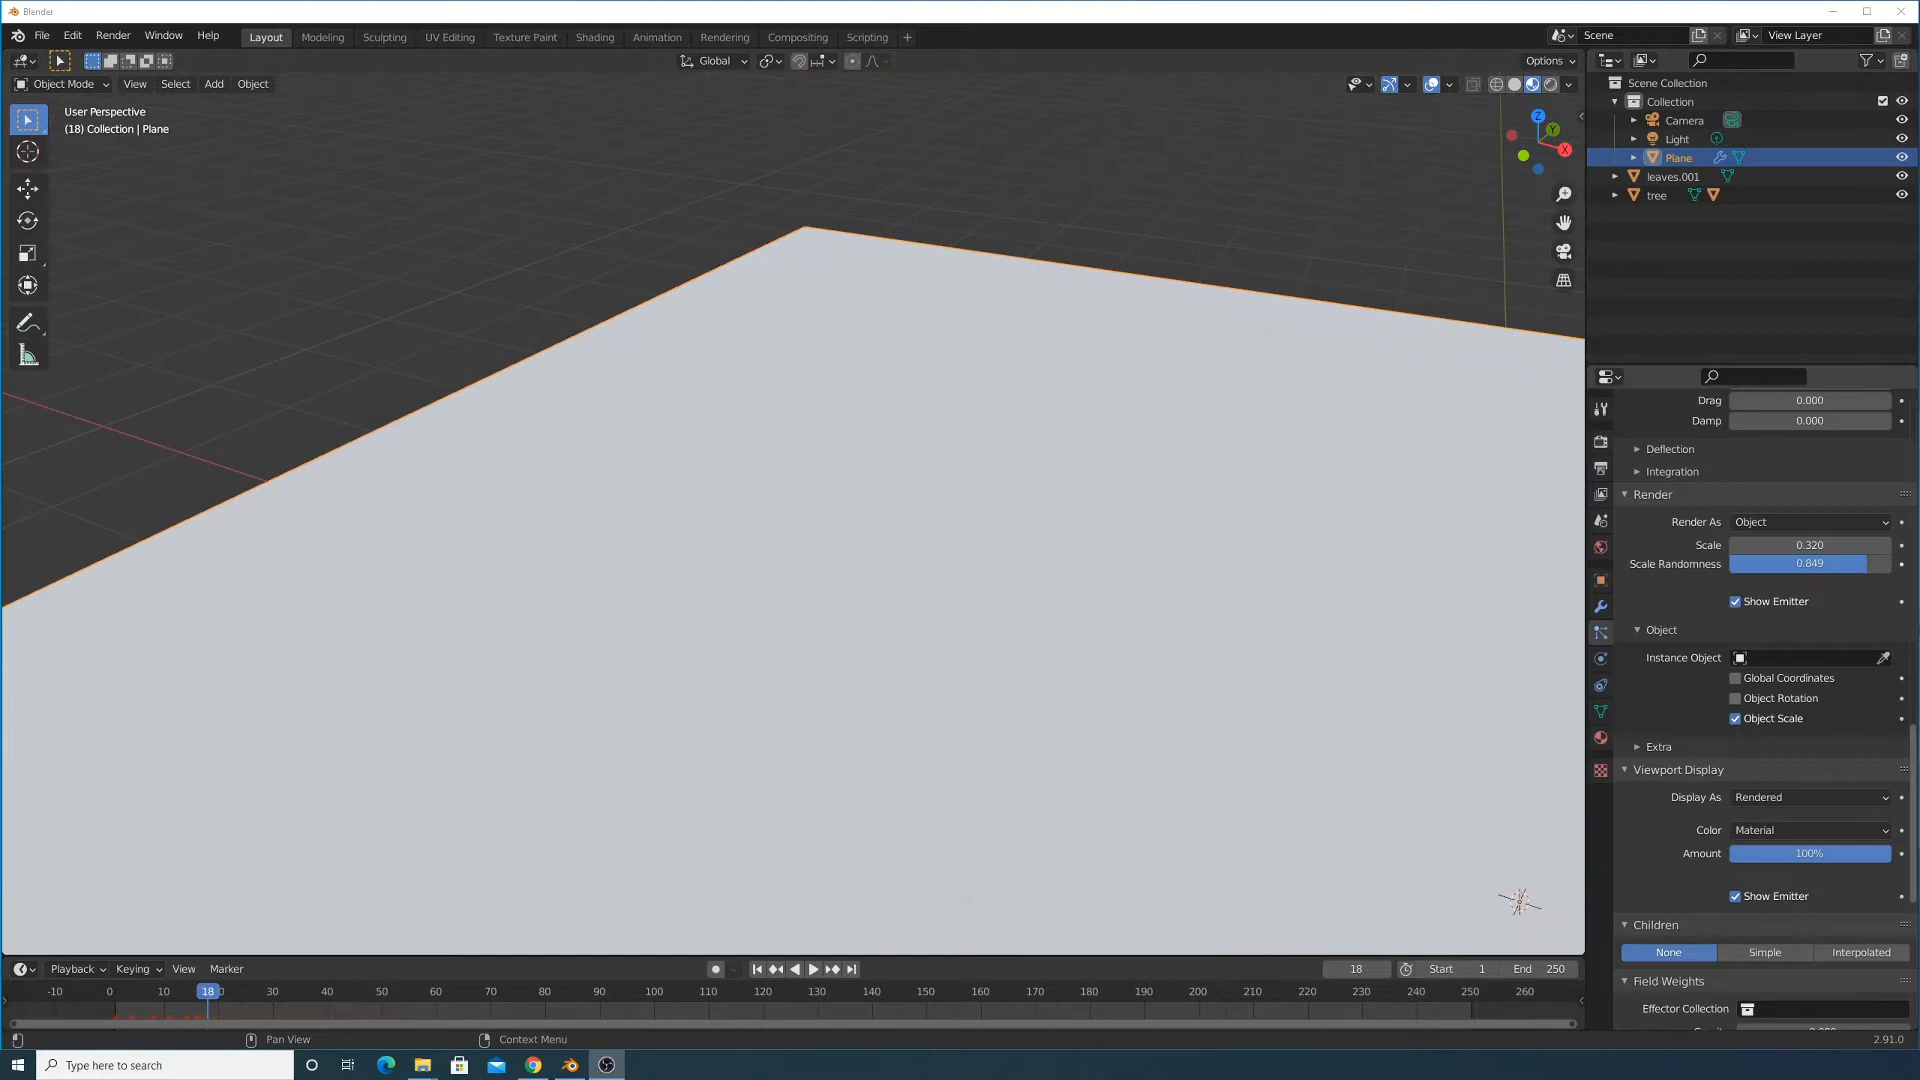 Blender
File Edit Render Window Help Layout Modeling Sculpting UV Editing Texture Paint Shading Animation Rendering Compositing Scripting + Scene View Layer
Global Options
Object Mode View Select Add Object
User Perspective
(18) Collection | Plane
Z
Y
X
Scene Collection
Collection
Camera
Light
Plane
leaves.001
tree
Drag 0.000
Damp 0.000
Deflection
Integration
Render
Render As Object
Scale 0.320
Scale Randomness 0.849
Show Emitter
Object
Instance Object
Global Coordinates
Object Rotation
Object Scale
Extra
Viewport Display
Display As Rendered
Color Material
Amount 100%
Show Emitter
Children
None Simple Interpolated
Field Weights
Effector Collection
Playback Keying View Marker 18 Start 1 End 250
-10 0 10 18 30 40 50 60 70 80 90 100 110 120 130 140 150 160 170 180 190 200 210 220 230 240 250 260
Pan View Context Menu 2.91.0
Type here to search